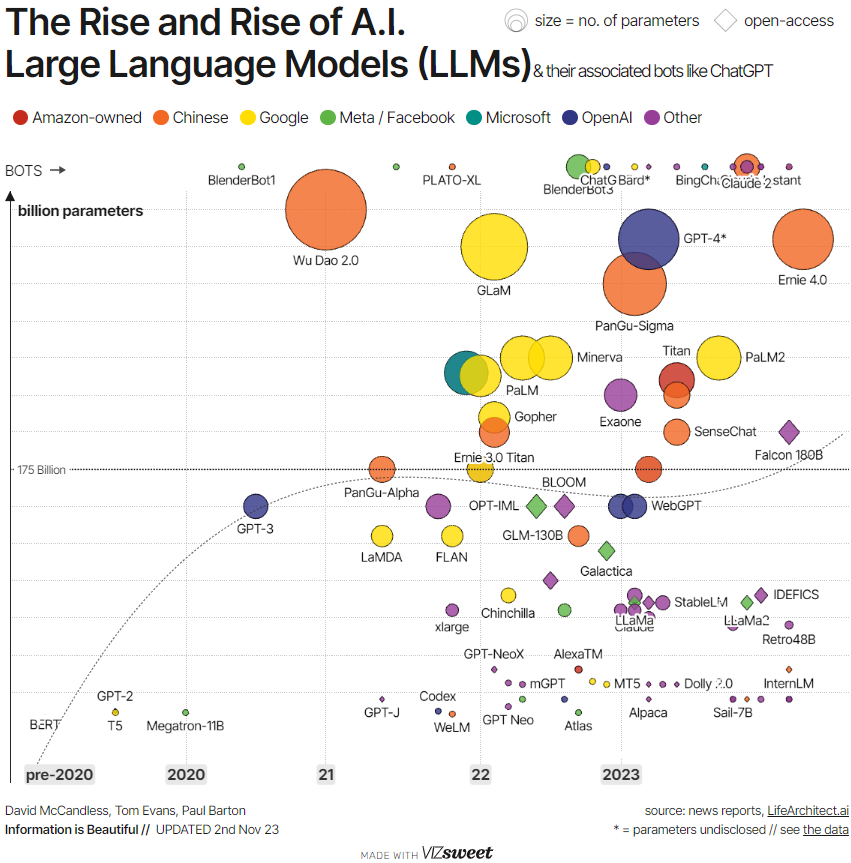 The Rise and Rise of A.I.
Large Language Models (LLMs) & their associated bots like ChatGPT
size = no. of parameters
open-access
Amazon-owned
Chinese
Google
Meta / Facebook
Microsoft
OpenAI
Other
BOTS →
BlenderBot1
PLATO-XL
BlenderBot3
Bard*
Claude 2
billion parameters
Wu Dao 2.0
GLaM
GPT-4*
Ernie 4.0
PanGu-Sigma
Minerva
Titan
PaLM2
PaLM
Exaone
Gopher
SenseChat
Falcon 180B
Ernie 3.0 Titan
175 Billion
PanGu-Alpha
BLOOM
OPT-IML
WebGPT
GPT-3
GLM-130B
LaMDA
FLAN
Galactica
Chinchilla
StableLM
IDEFICS
xlarge
LLaMa
Claude
LLaMa2
Retro48B
GPT-NeoX
AlexaTM
mGPT
MT5
InternLM
GPT-2
Codex
GPT-J
BERT
T5
Megatron-11B
WeLM
GPT Neo
Atlas
Alpaca
Sail-7B
pre-2020
2020
21
22
2023
David McCandless, Tom Evans, Paul Barton
Information is Beautiful // UPDATED 2nd Nov 23
source: news reports, LifeArchitect.ai
* = parameters undisclosed // see the data
MADE WITH VIZsweet